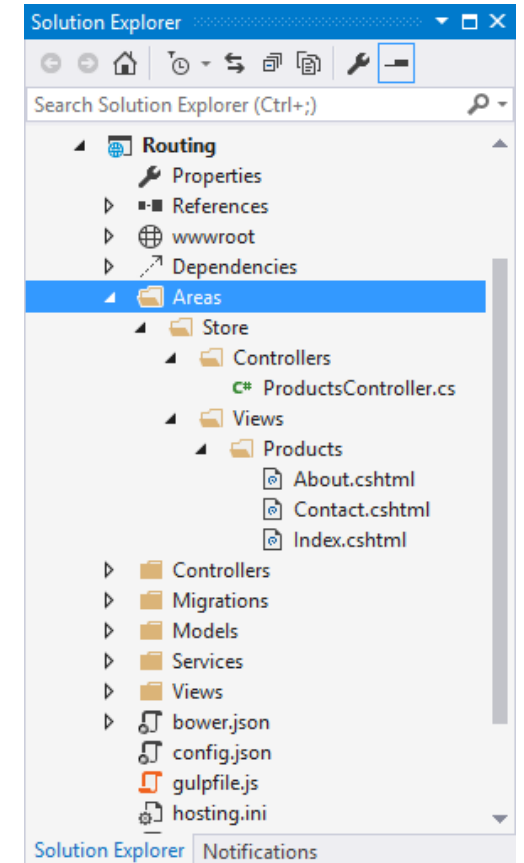 Solution Explorer
Search Solution Explorer (Ctrl+;)
Routing
Properties
References
wwwroot
Dependencies
Areas
Store
Controllers
C# ProductsController.cs
Views
Products
About.cshtml
Contact.cshtml
Index.cshtml
Controllers
Migrations
Models
Services
Views
bower.json
config.json
gulpfile.js
hosting.ini
Solution Explorer Notifications